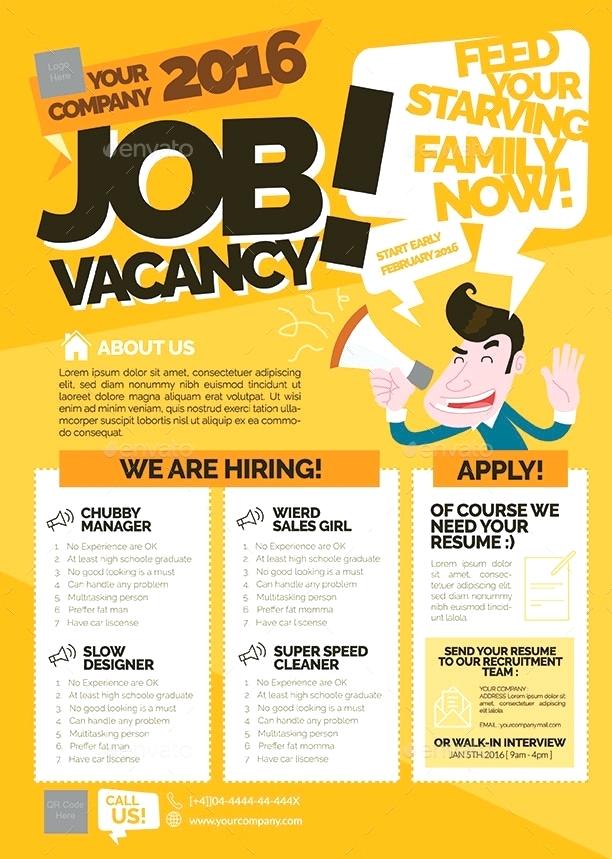 Logo
Here
YOUR
COMPANY
2016
JOB
VACANCY!
FEED
YOUR
STARVING
FAMILY
NOW!
START EARLY
FEBRUARY 2016
ABOUT US
Lorem ipsum dolor sit amet, consectetuer adipiscing
elit, sed diam nonummy nibh euismod tincidunt ut
laoreet dolore magna aliquam erat volutpat. Ut wisi
enim ad minim veniam, quis nostrud exerci tation ulla-
mcorper suscipit lobortis nisl ut aliquip ex ea commo-
do consequat.
WE ARE HIRING!
CHUBBY
MANAGER
1. No Experience are OK
2. At least high schoole graduate
3. No good looking is a must
4. Can handle any problem
5. Multitasking person
6. Preffer fat man
7. Have car liscense
WIERD
SALES GIRL
1. No Experience are OK
2. At least high schoole graduate
3. No good looking is a must
4. Can handle any problem
5. Multitasking person
6. Preffer fat momma
7. Have car liscense
SLOW
DESIGNER
1. No Experience are OK
2. At least high schoole graduate
3. No good looking is a must
4. Can handle any problem
5. Multitasking person
6. Preffer fat man
7. Have car liscense
SUPER SPEED
CLEANER
1. No Experience are OK
2. At least high schoole graduate
3. No good looking is a must
4. Can handle any problem
5. Multitasking person
6. Preffer fat momma
7. Have car liscense
APPLY!
OF COURSE WE
NEED YOUR
RESUME :)
Lorem ipsum
dolor sit amet, consec-
tetuer adipiscing elit,
sed diam nonummy
nibh euismod tincid-
unt ut lalola.
SEND YOUR RESUME
TO OUR RECRUITMENT
TEAM :
YOUR COMPANY :
ADDRESS Lorem ipsum dolor sit
amet, consectetuer adipiscing
elit lalola.
EMAIL : yourcompanymail.com
OR WALK-IN INTERVIEW
JAN 5TH 2016 [ 9am - 4pm ]
QR Code
Here
CALL
US!
[+4]]04-4444-44-444X
www.yourcompany.com
envato